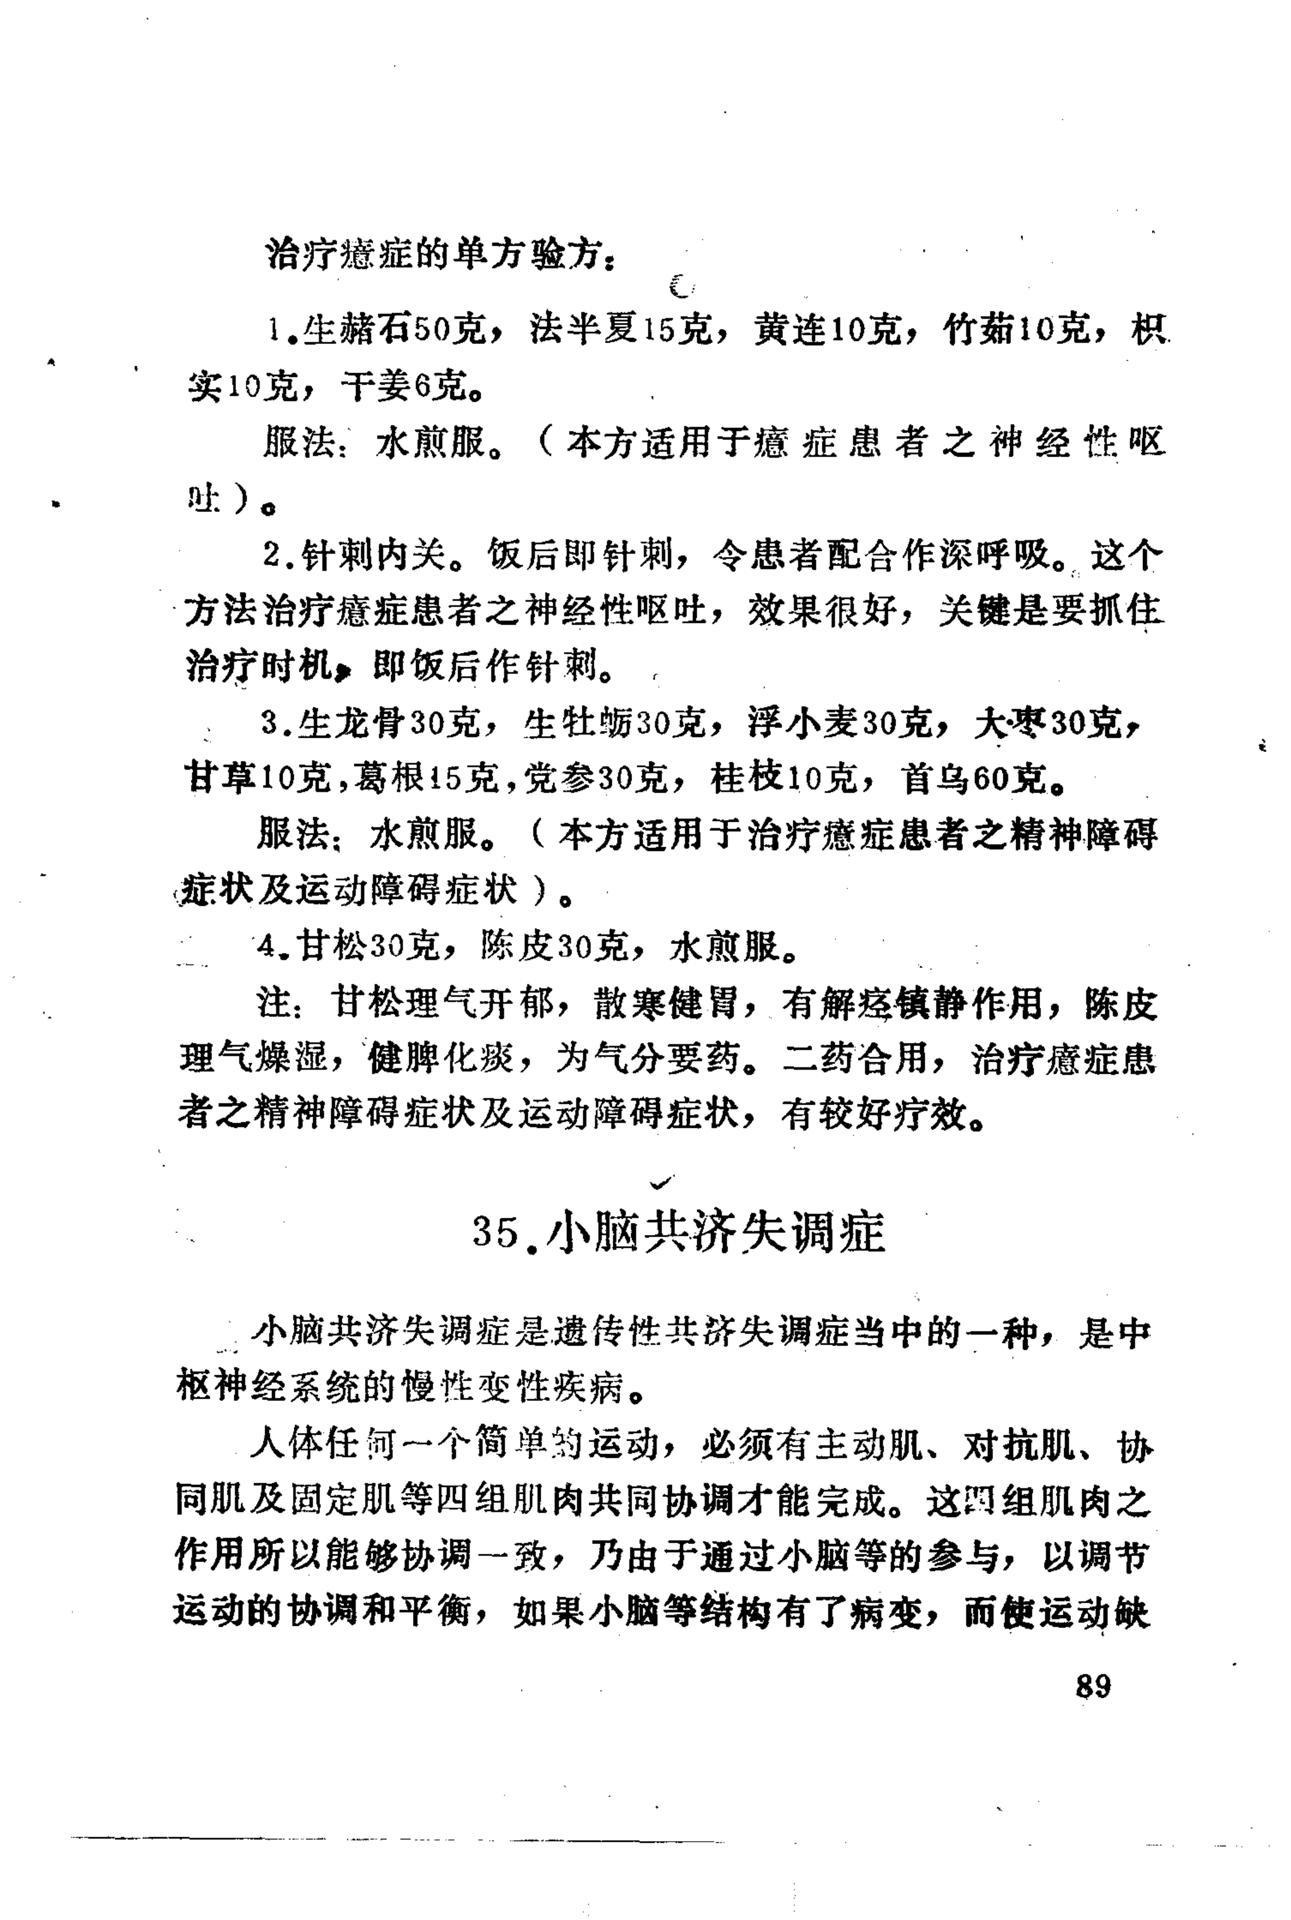 治疗癔症的单方验方：
1.生赭石50克，法半夏15克，黄连10克，竹茹10克，枳
实10克，干姜6克。
服法：水煎服。（本方适用于癔症患者之神经性呕
吐）。
2.针刺内关。饭后即针刺，令患者配合作深呼吸。这个
方法治疗癔症患者之神经性呕吐，效果很好，关键是要抓住
治疗时机，即饭后作针刺。
3.生龙骨30克，生牡蛎30克，浮小麦30克，大枣30克，
甘草10克，葛根15克，党参30克，桂枝10克，首乌60克。
服法：水煎服。（本方适用于治疗癔症患者之精神障碍
症状及运动障碍症状）。
4.甘松30克，陈皮30克，水煎服。
注：甘松理气开郁，散寒健胃，有解痉镇静作用，陈皮
理气燥湿，健脾化痰，为气分要药。二药合用，治疗癔症患
者之精神障碍症状及运动障碍症状，有较好疗效。
35.小脑共济失调症
小脑共济失调症是遗传性共济失调症当中的一种，是中
枢神经系统的慢性变性疾病。
人体任何一个简单的运动，必须有主动肌、对抗肌、协
同肌及固定肌等四组肌肉共同协调才能完成。这四组肌肉之
作用所以能够协调一致，乃由于通过小脑等的参与，以调节
运动的协调和平衡，如果小脑等结构有了病变，而使运动缺
89